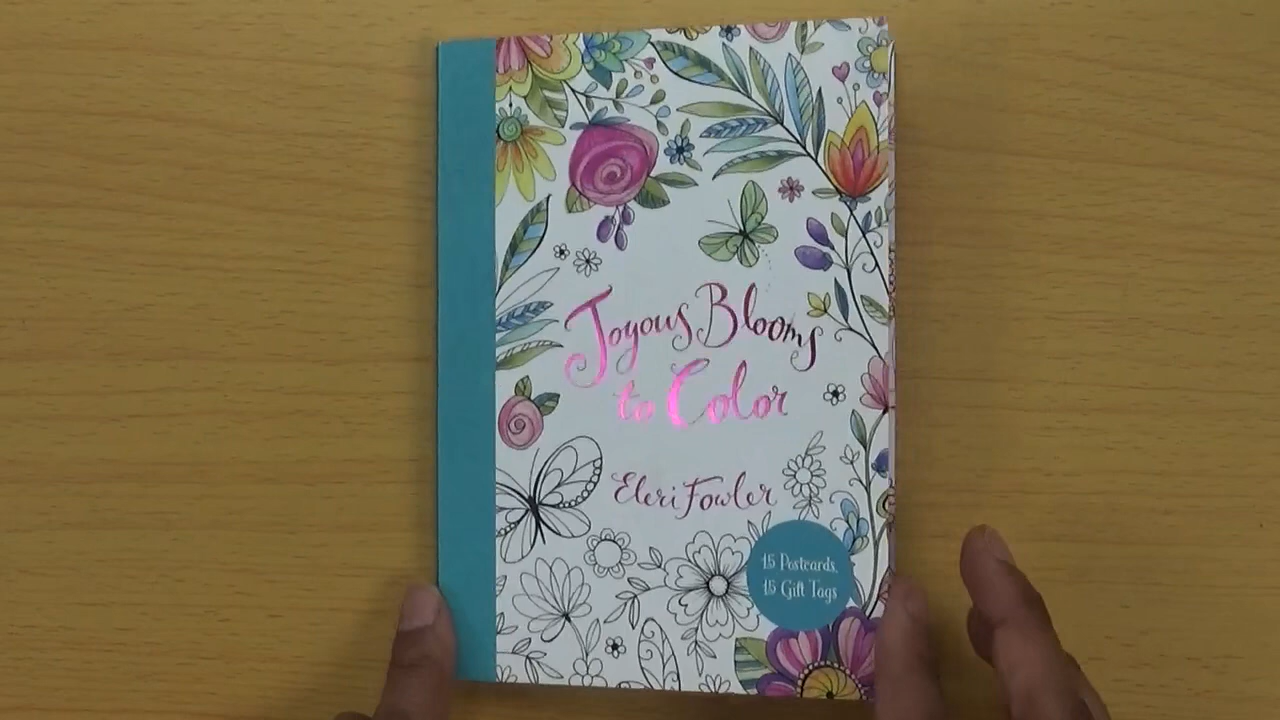 Joyous Blooms
to Color
Eleri Fowler
15 Postcards,
15 Gift Tags